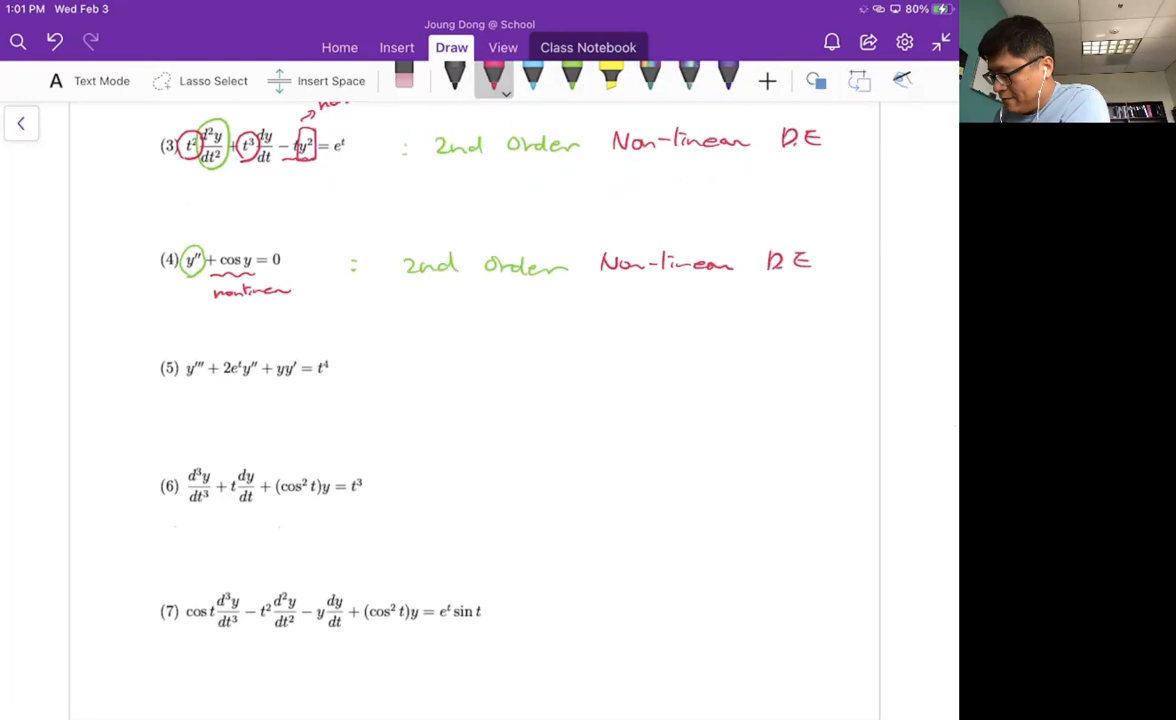 1:01 PM Wed Feb 3
80%
Joung Dong @ School
Home Insert Draw View Class Notebook
A Text Mode Lasso Select Insert Space
(3) t² d²y/dt² + t³ dy/dt − ty² = eᵗ : 2nd Order Non-linear DE
(4) y″ + cos y = 0 : 2nd Order Non-linear DE
(5) y‴ + 2eᵗy″ + yy′ = t⁴
(6) d³y/dt³ + t dy/dt + (cos² t)y = t³
(7) cos t d³y/dt³ − t² d²y/dt² − y dy/dt + (cos² t)y = eᵗ sin t